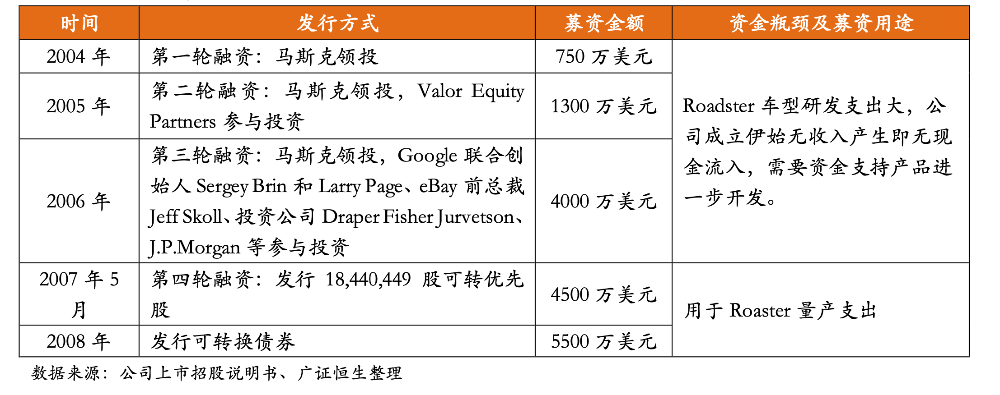 时间 发行方式 募资金额 资金瓶颈及募资用途
2004 年 第一轮融资：马斯克领投 750 万美元
2005 年
第二轮融资：马斯克领投，Valor Equity
Partners 参与投资
1300 万美元
2006 年
第三轮融资：马斯克领投，Google 联合创
始人 Sergey Brin 和 Larry Page、eBay 前总裁
Jeff Skoll、投资公司 Draper Fisher Jurvetson、
J.P.Morgan 等参与投资
4000 万美元
Roadster 车型研发支出大，公
司成立伊始无收入产生即无现
金流入，需要资金支持产品进
一步开发。
2007 年 5
月
第四轮融资：发行 18,440,449 股可转优先
股
4500 万美元
2008 年 发行可转换债券 5500 万美元
用于 Roaster 量产支出
数据来源：公司上市招股说明书、广证恒生整理